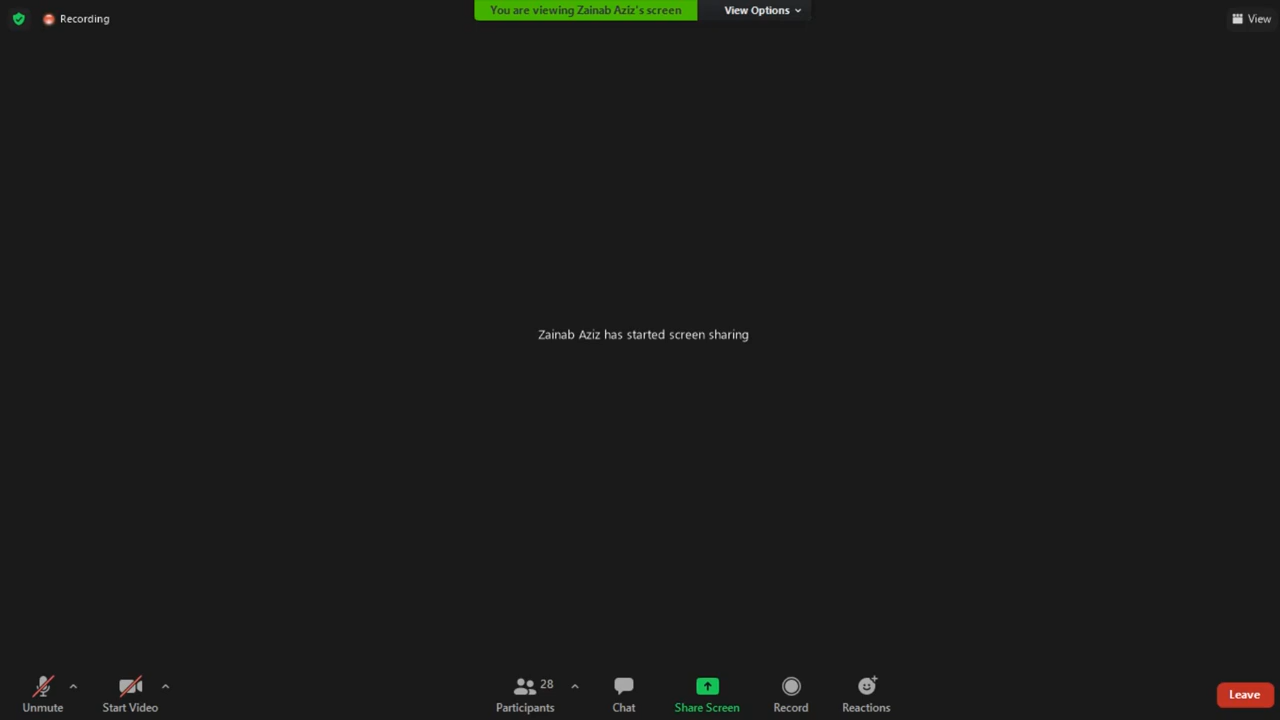 Recording
You are viewing Zainab Aziz's screen
View Options
View
Zainab Aziz has started screen sharing
Unmute
Start Video
28
Participants
Chat
Share Screen
Record
Reactions
Leave